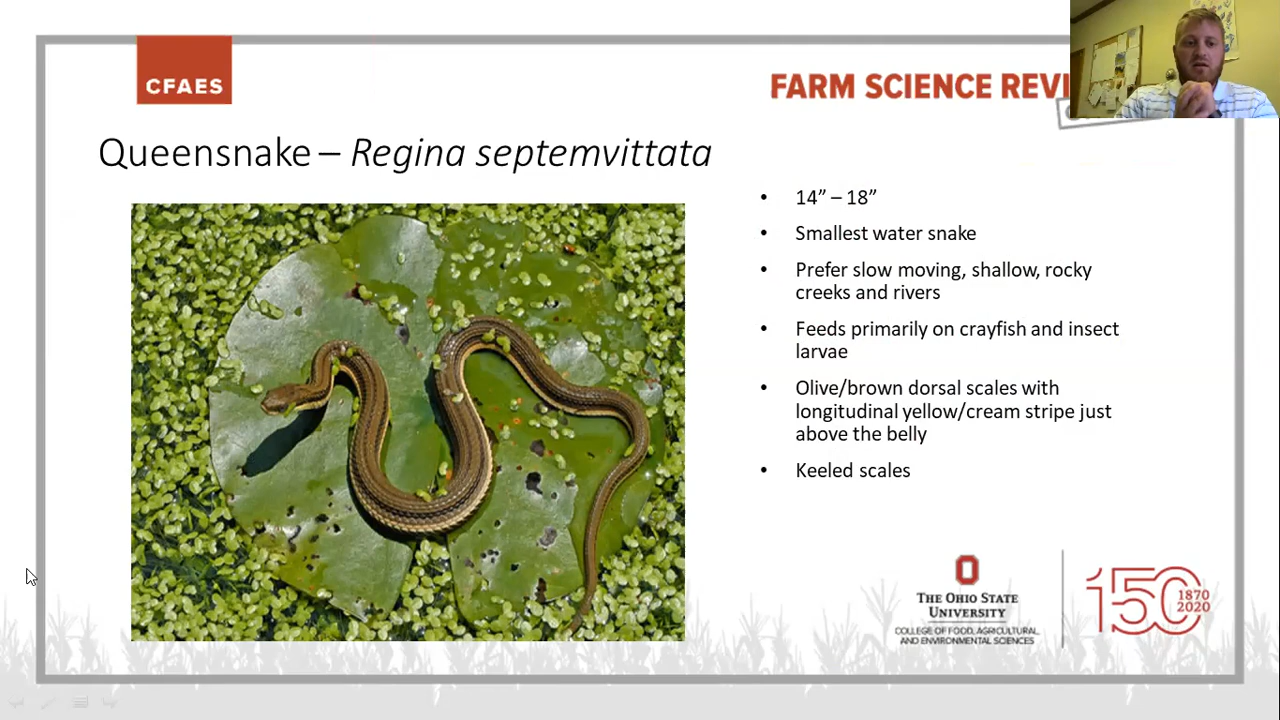 CFAES
FARM SCIENCE REVI
Queensnake – Regina septemvittata
• 14” – 18”
• Smallest water snake
• Prefer slow moving, shallow, rocky
creeks and rivers
• Feeds primarily on crayfish and insect
larvae
• Olive/brown dorsal scales with
longitudinal yellow/cream stripe just
above the belly
• Keeled scales
THE OHIO STATE
UNIVERSITY
COLLEGE OF FOOD, AGRICULTURAL,
AND ENVIRONMENTAL SCIENCES
150
1870
2020